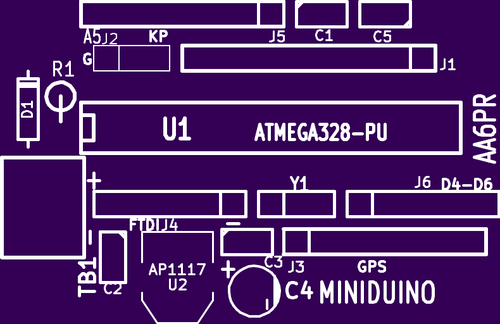 A5 J2 KP J5 C1 C5
G J1
R1
D1
U1 ATMEGA328-PU
AA6PR
+
Y1 J6 D4-D6
FTDI J4 -
-
TB1
C2
AP1117
U2
+ C3 J3 GPS
C4 MINIDUINO